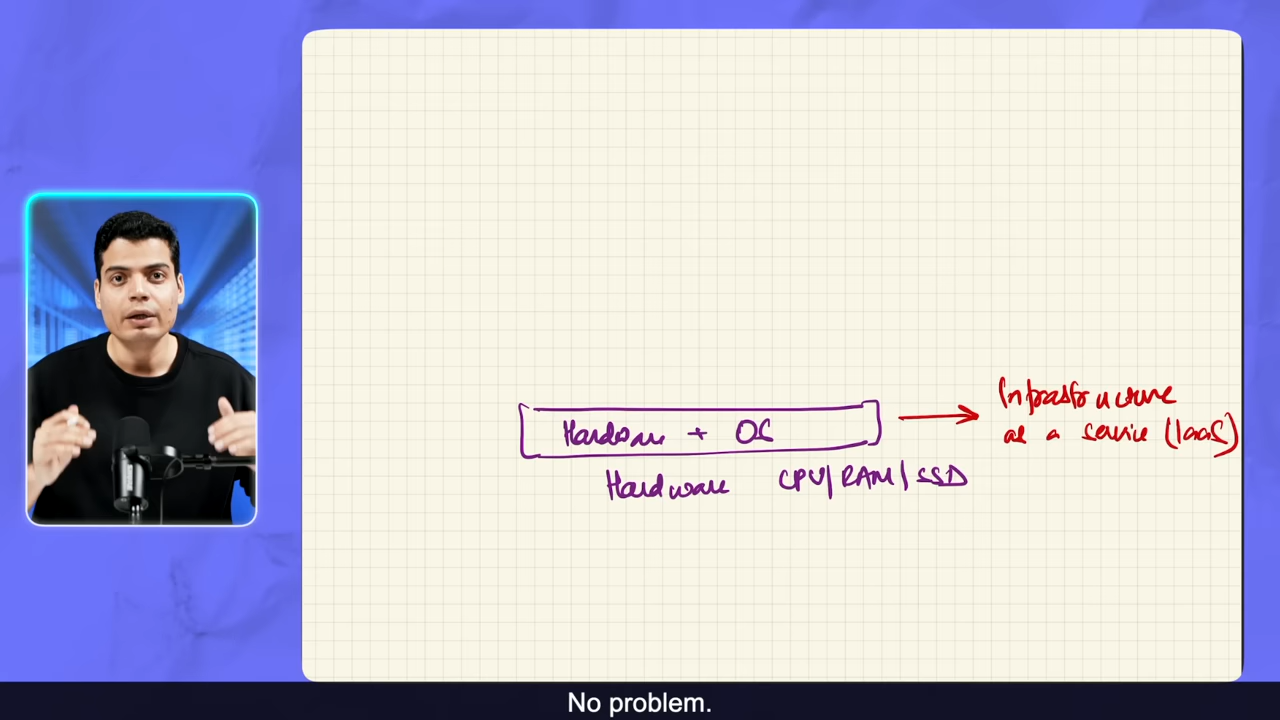 Infrastructure
as a service (IaaS)
Hardware + OS
Hardware CPU/RAM/SSD
No problem.